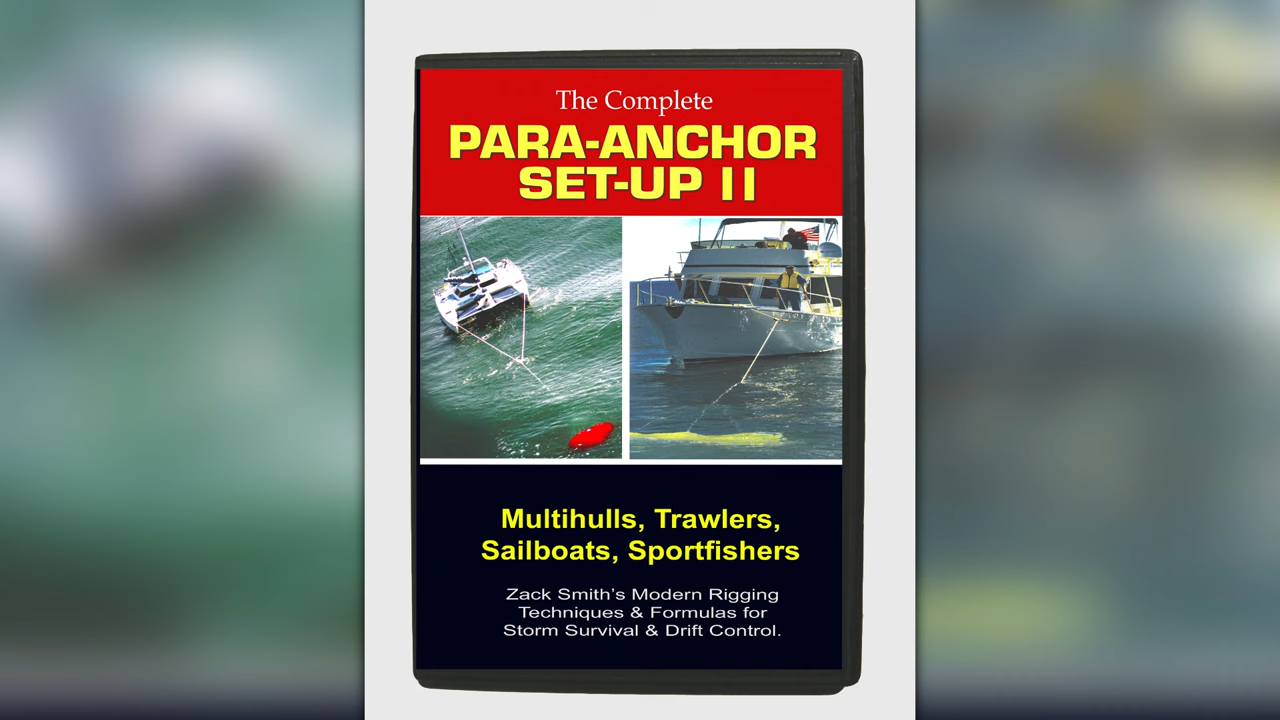 The Complete
PARA-ANCHOR
SET-UP II
Multihulls, Trawlers,
Sailboats, Sportfishers
Zack Smith's Modern Rigging
Techniques & Formulas for
Storm Survival & Drift Control.